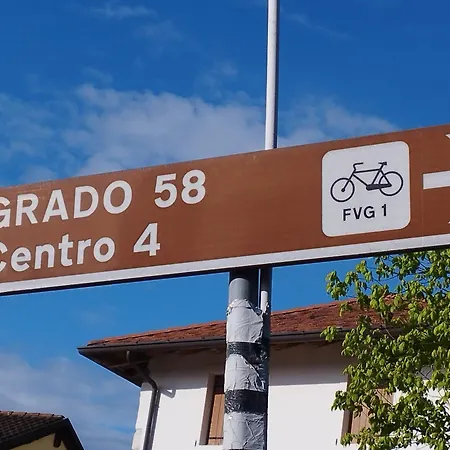 GRADO 58
Centro 4
FVG 1